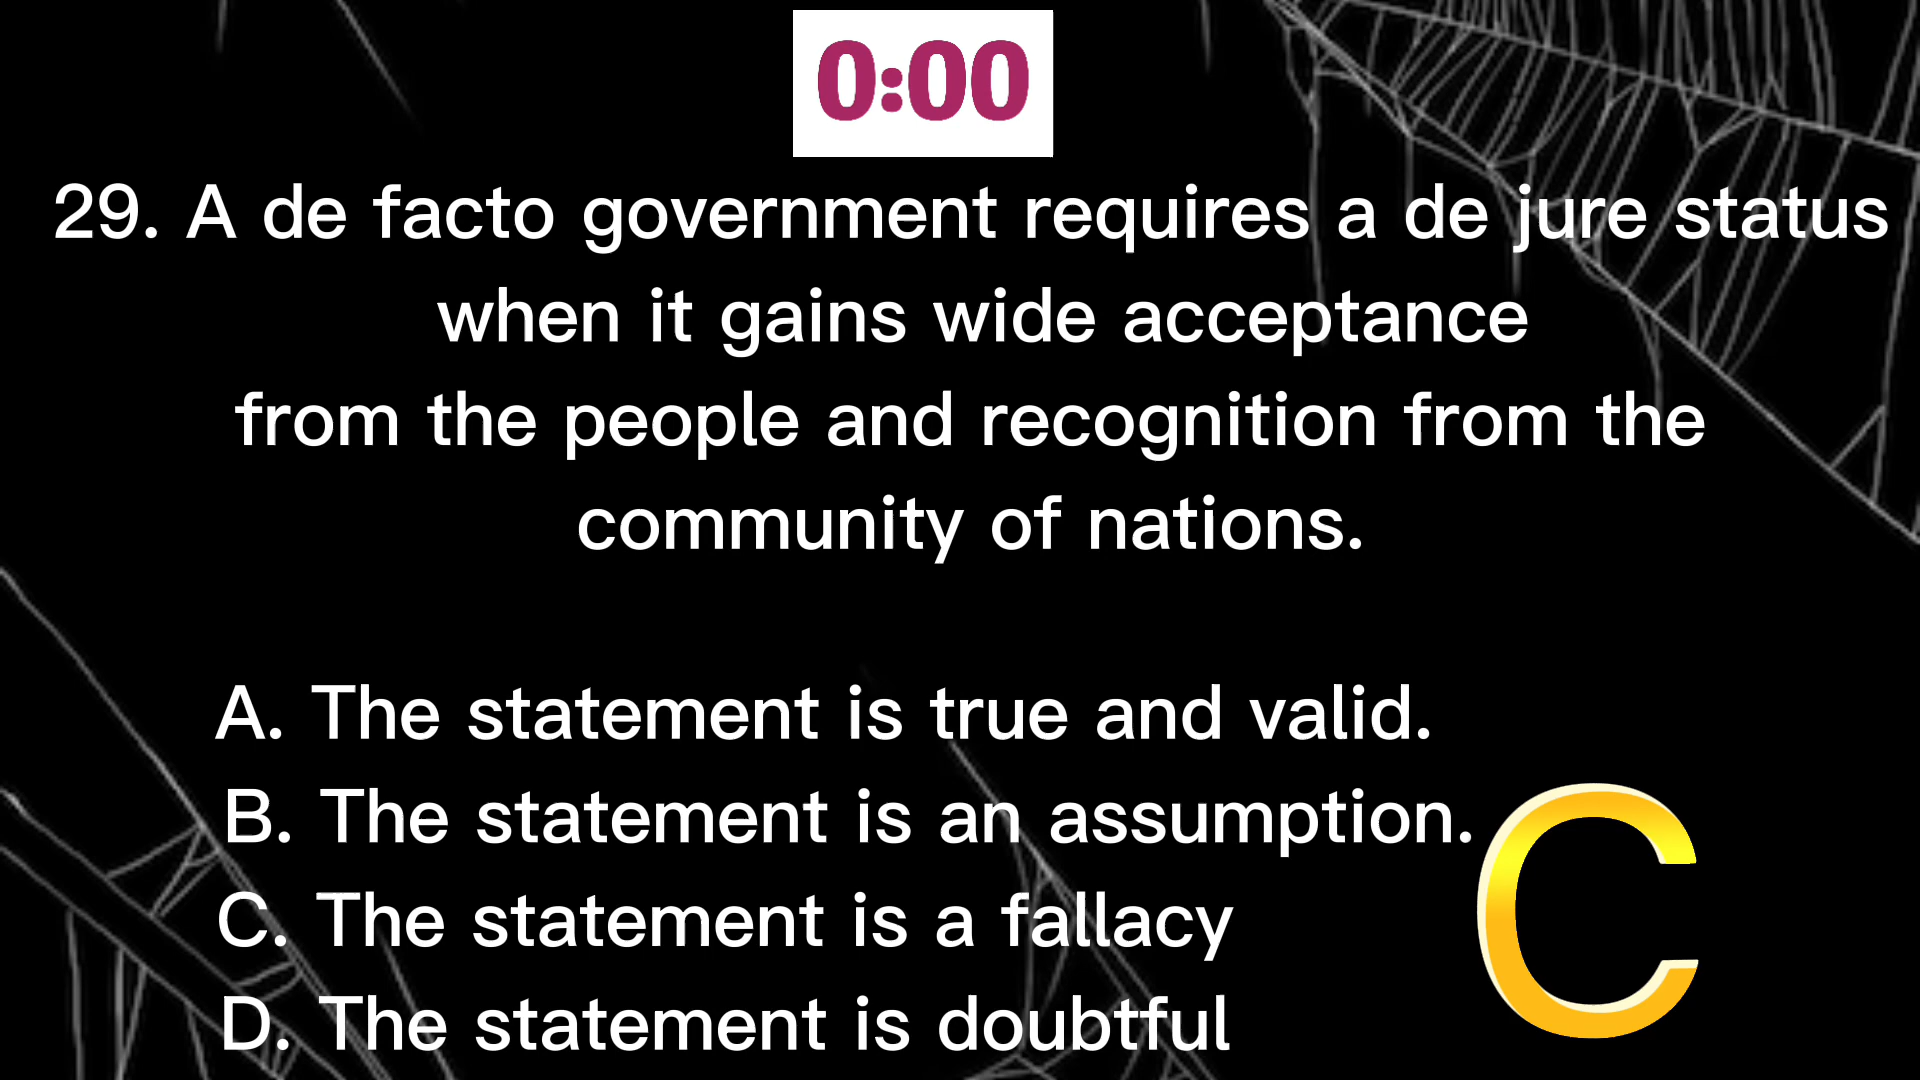 0:00
29. A de facto government requires a de jure status
when it gains wide acceptance
from the people and recognition from the
community of nations.
A. The statement is true and valid.
B. The statement is an assumption.
C. The statement is a fallacy
D. The statement is doubtful
C